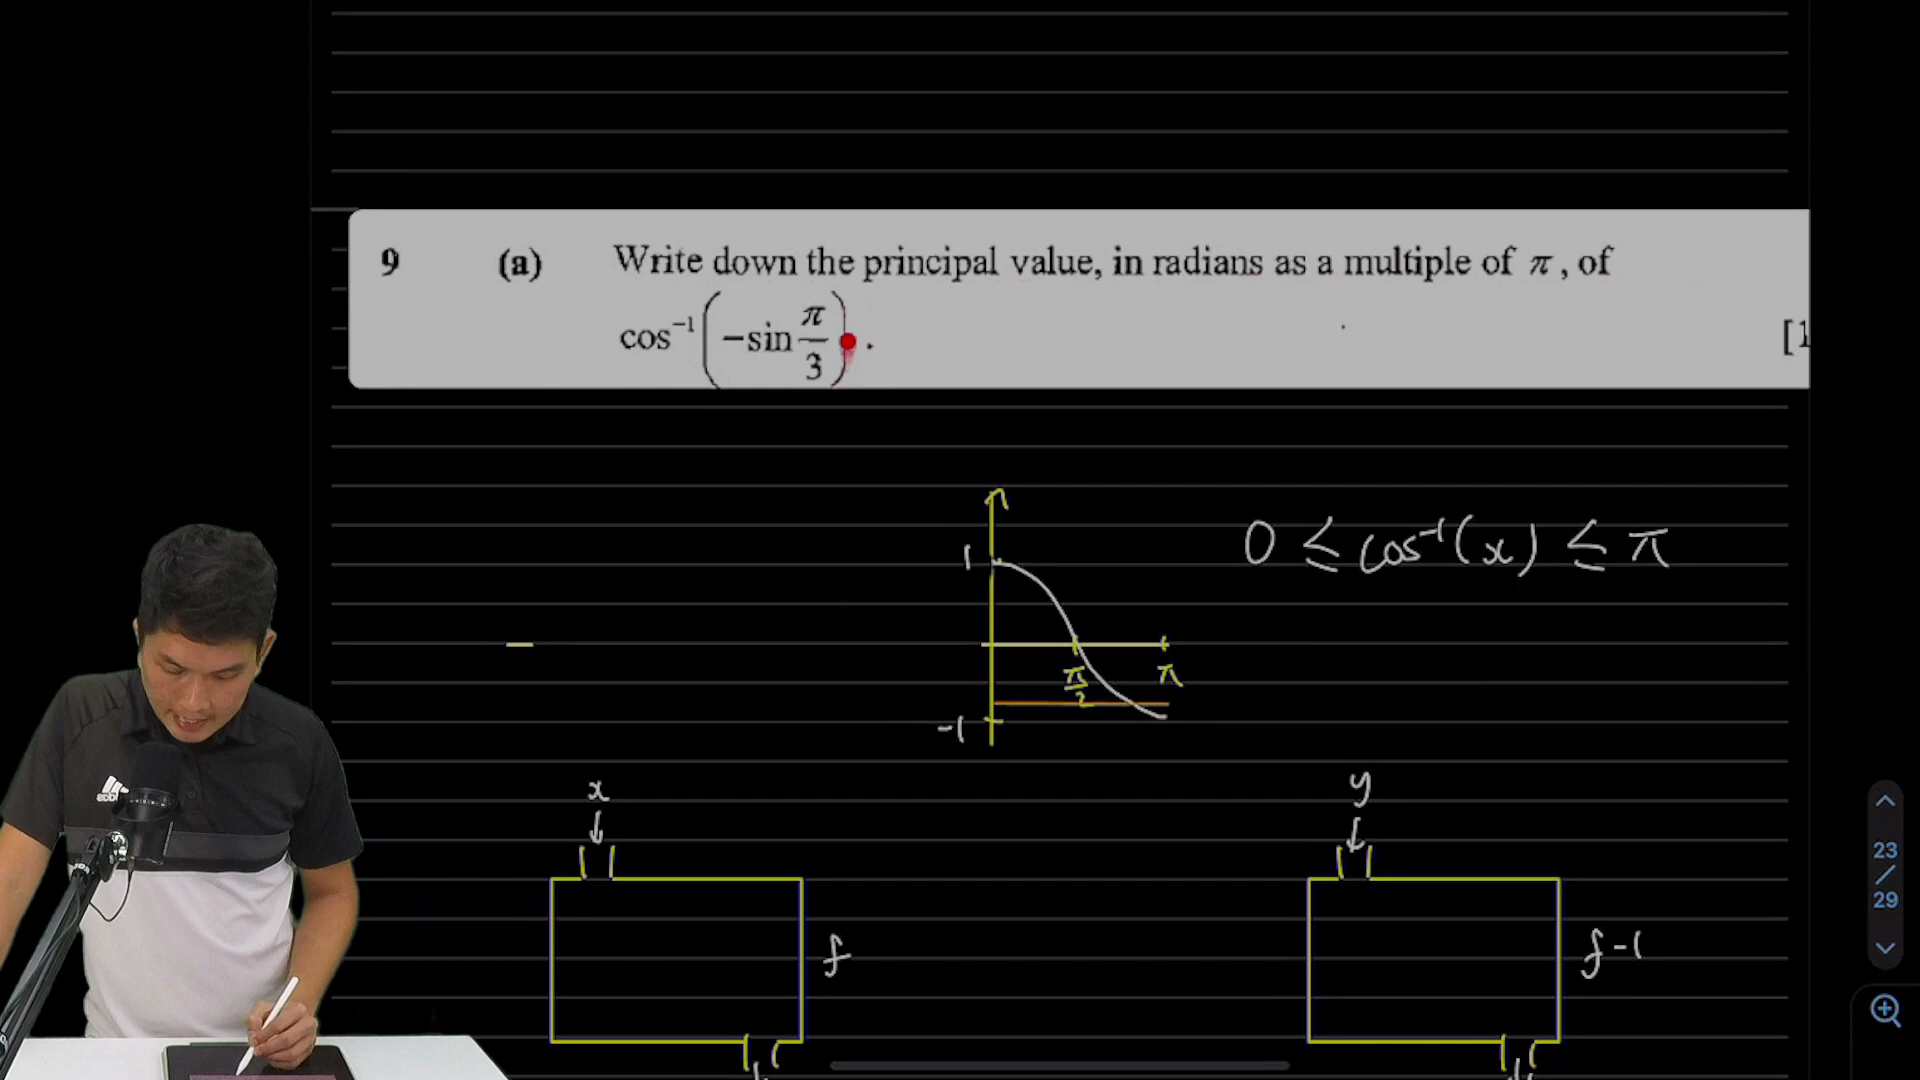 9 (a) Write down the principal value, in radians as a multiple of π, of
cos⁻¹(−sin π/3). [1
1
0 ≤ cos⁻¹(x) ≤ π
π/2 π
-1
x
y
f
f-1
23
/
29